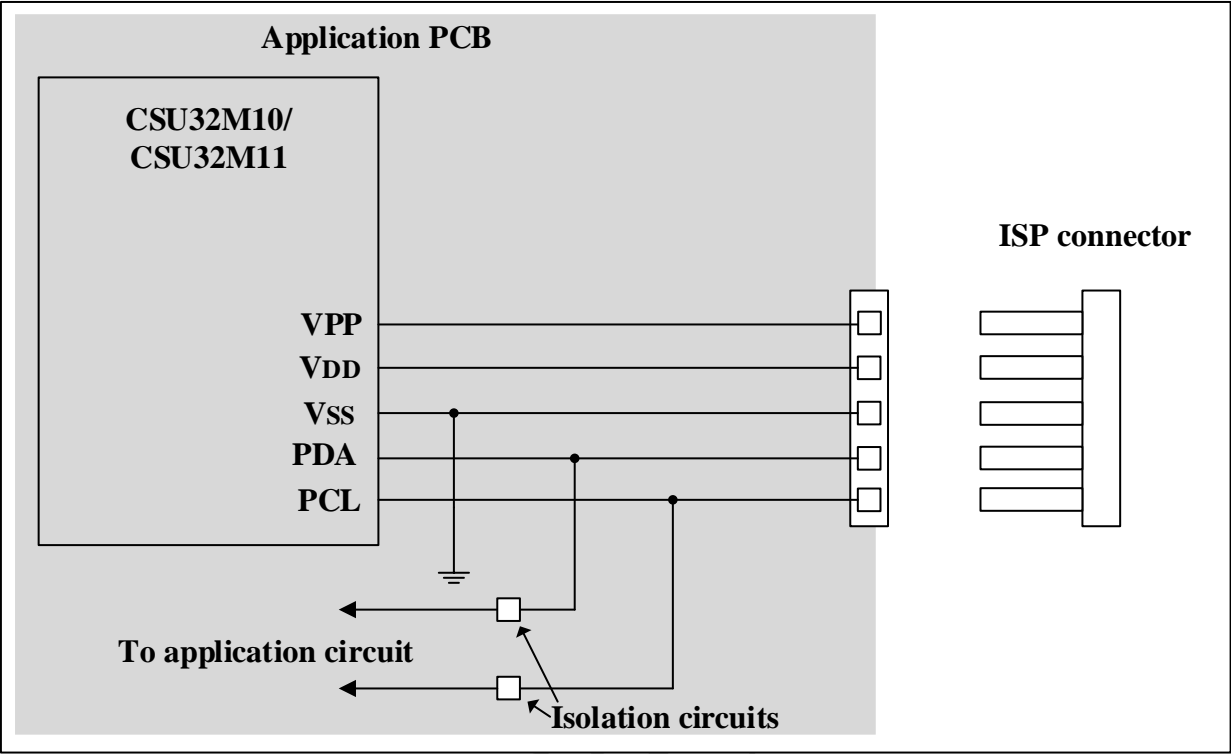 Application PCB
CSU32M10/
CSU32M11
ISP connector
VPP
VDD
VSS
PDA
PCL
To application circuit
Isolation circuits